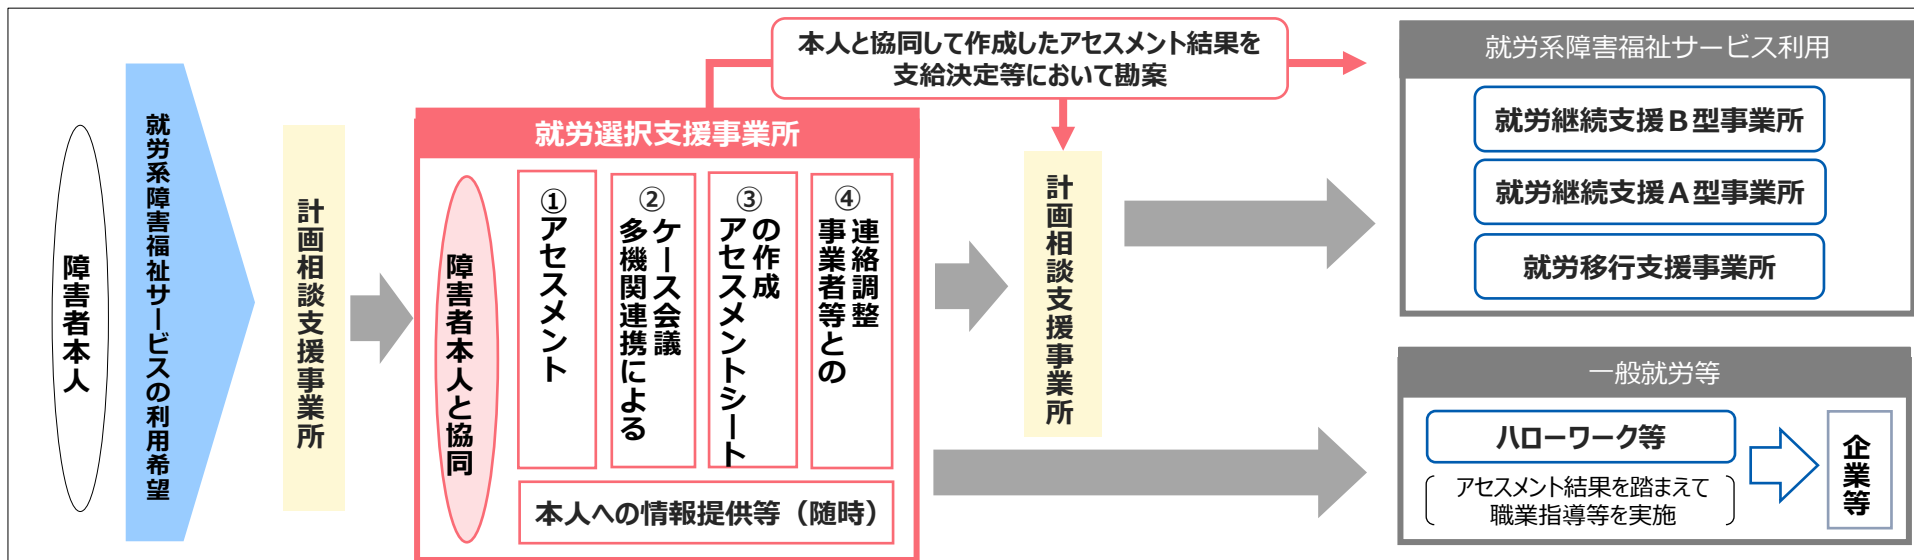 障害者本人
就労系障害福祉サービスの利用希望
計画相談支援事業所
就労選択支援事業所
障害者本人と協同
①
アセスメント
②
多機関連携による
ケース会議
③
アセスメントシート
の作成
④
事業者等との
連絡調整
本人への情報提供等（随時）
本人と協同して作成したアセスメント結果を
支給決定等において勘案
計画相談支援事業所
就労系障害福祉サービス利用
就労継続支援Ｂ型事業所
就労継続支援Ａ型事業所
就労移行支援事業所
一般就労等
ハローワーク等
アセスメント結果を踏まえて
職業指導等を実施
企業等